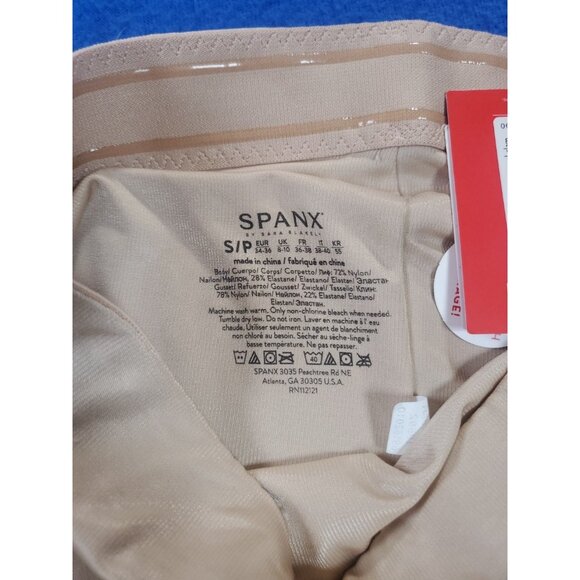 SPANX®
BY SARA BLAKELY
S/P EUR 34-36 UK 8-10 FR 36-38 IT 38-40 KR 55
made in china / fabriqué en chine
Body/ Cuerpo/ Corps/ Corpetto/ Лиф: 72% Nylon/
Nailon/ Нейлон, 28% Elastane/ Elastano/ Elastan/ Эластан
Gusset/ Refuerzo/ Gousset/ Zwickel/ Tassello/ Клин:
78% Nylon/ Nailon/ Нейлон, 22% Elastane/ Elastano/
Elastan/ Эластан
Machine wash warm. Only non-chlorine bleach when needed.
Tumble dry low. Do not iron. Laver en machine à l'eau
chaude. Utiliser seulement un agent de blanchiment
non chloré au besoin. Sécher au sèche-linge à
basse température. Ne pas repasser.
40
SPANX 3035 Peachtree Rd NE
Atlanta, GA 30305 U.S.A.
RN112121